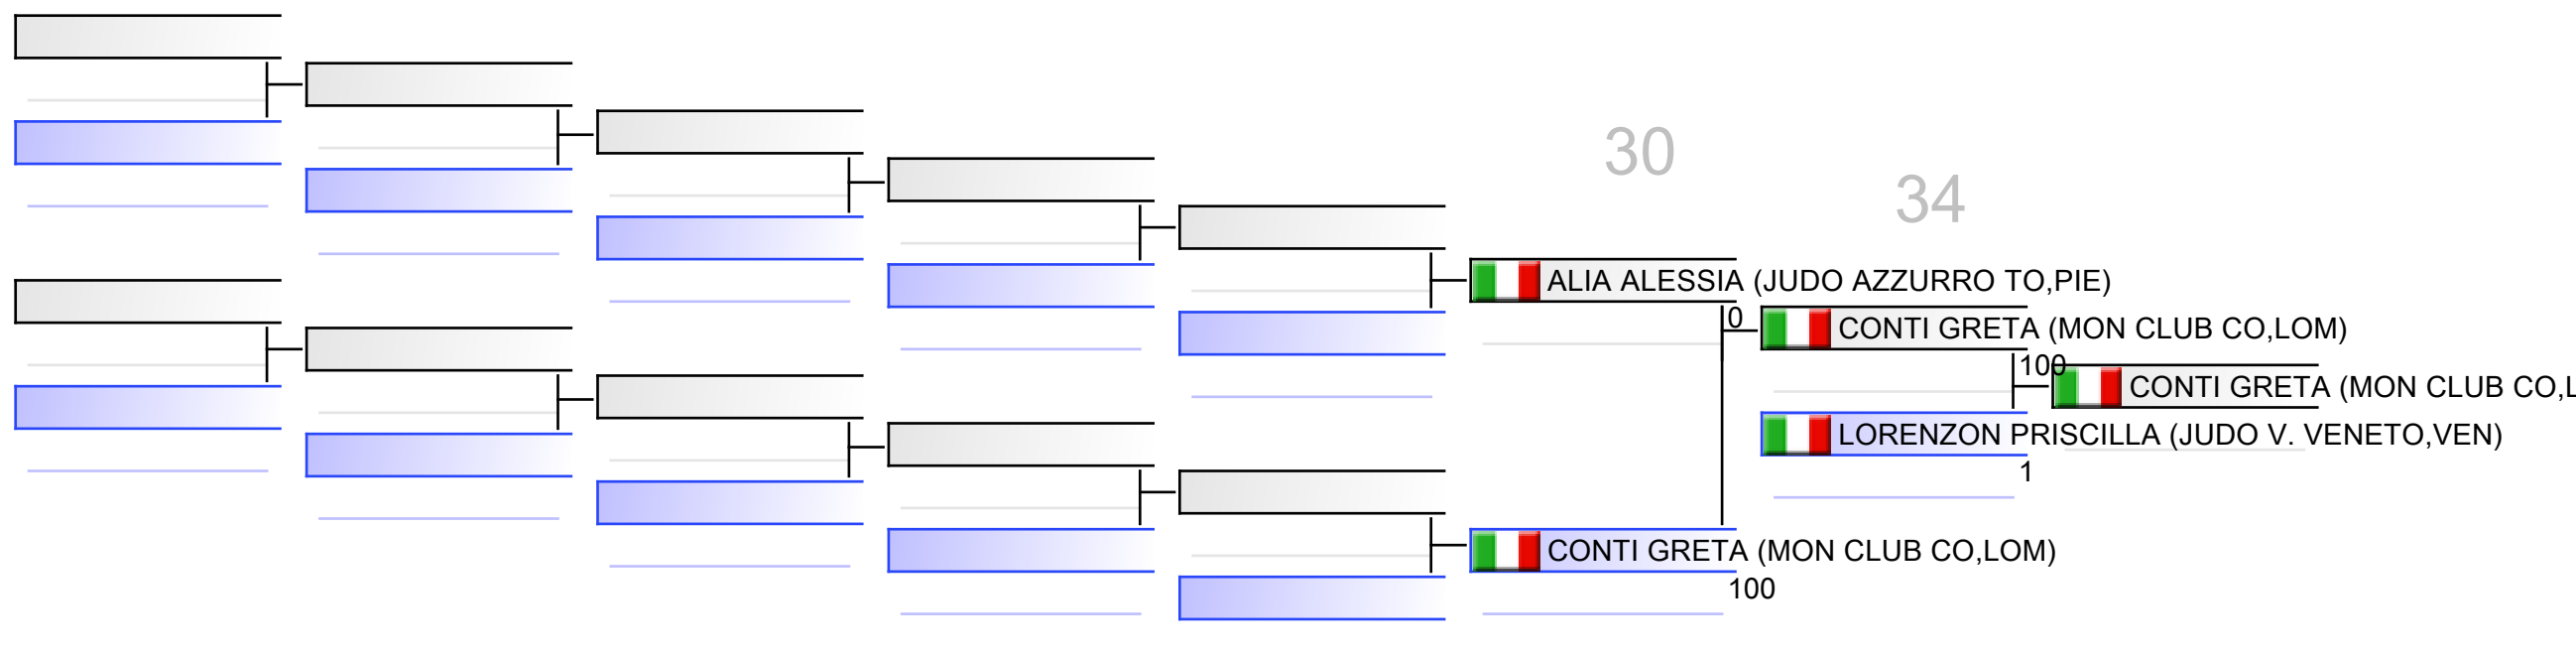 30
34
ALIA ALESSIA (JUDO AZZURRO TO,PIE)
0
CONTI GRETA (MON CLUB CO,LOM)
100
CONTI GRETA (MON CLUB CO,L
LORENZON PRISCILLA (JUDO V. VENETO,VEN)
1
CONTI GRETA (MON CLUB CO,LOM)
100